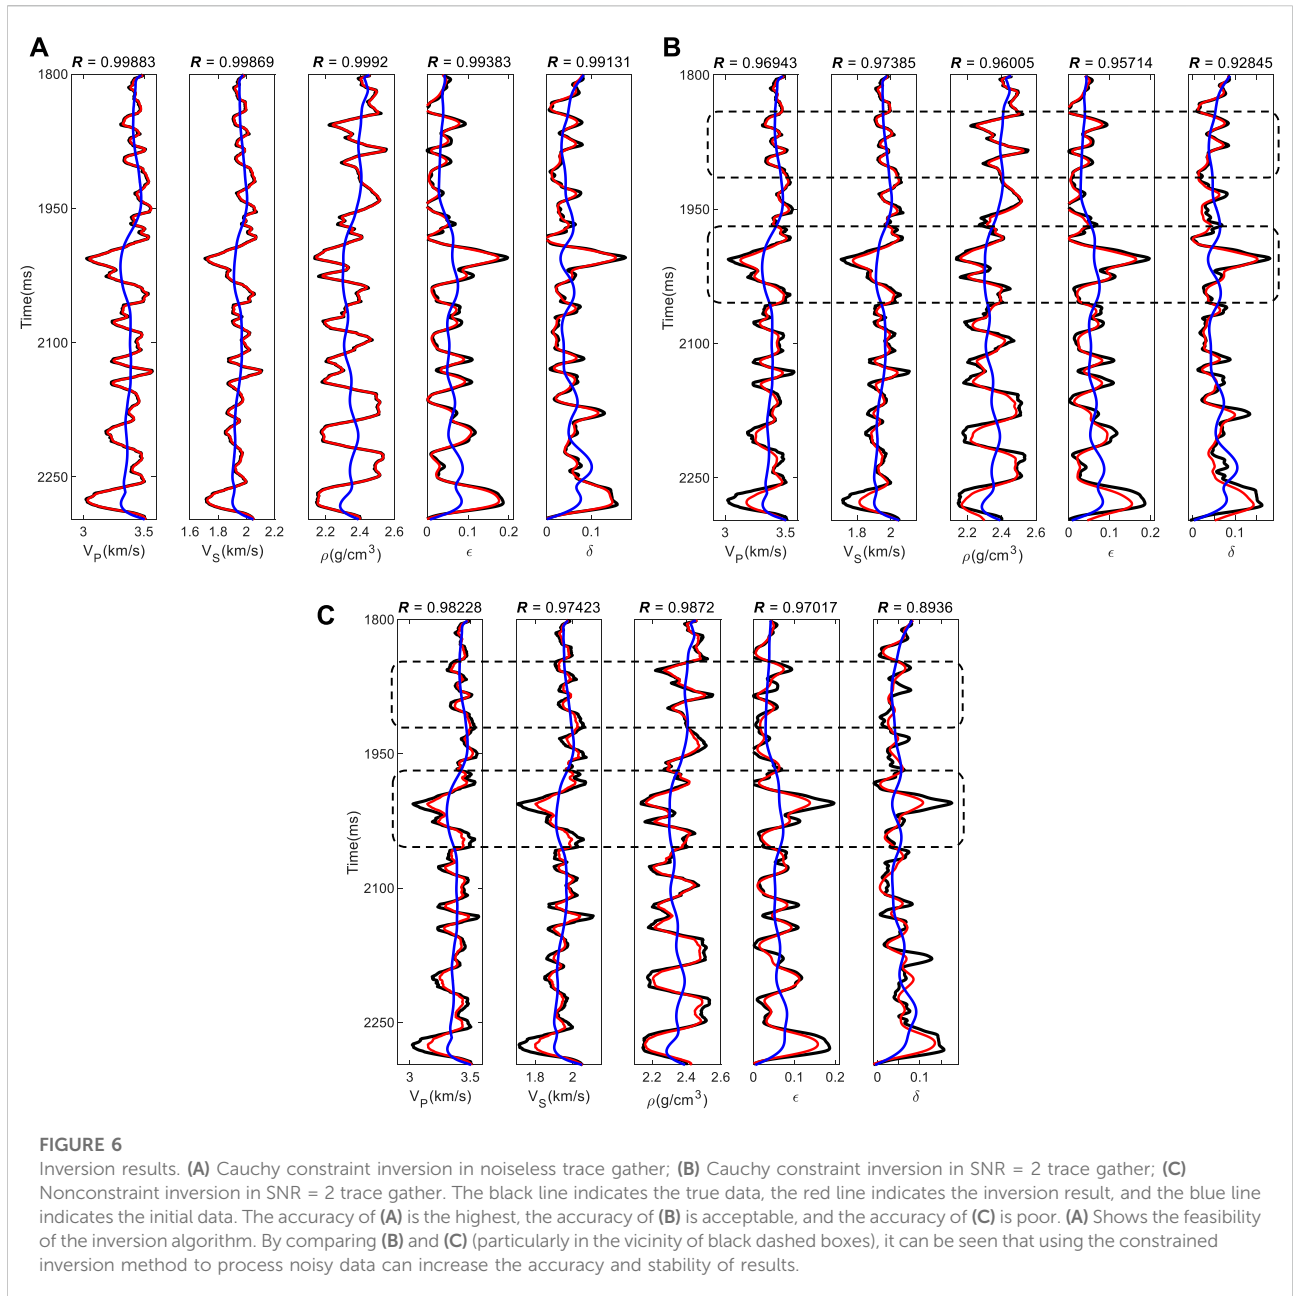 A
R = 0.99883 R = 0.99869 R = 0.9992 R = 0.99383 R = 0.99131
1800
1950
2100
2250
Time(ms)
3 3.5 1.6 1.8 2 2.2 2.2 2.4 2.6 0 0.1 0.2 0 0.1
VP(km/s) VS(km/s) ρ(g/cm3) ϵ δ
B
R = 0.96943 R = 0.97385 R = 0.96005 R = 0.95714 R = 0.92845
1800
1950
2100
2250
Time(ms)
3 3.5 1.8 2 2.2 2.4 2.6 0 0.1 0.2 0 0.1
VP(km/s) VS(km/s) ρ(g/cm3) ϵ δ
C
R = 0.98228 R = 0.97423 R = 0.9872 R = 0.97017 R = 0.8936
1800
1950
2100
2250
Time(ms)
3 3.5 1.8 2 2.2 2.4 2.6 0 0.1 0.2 0 0.1
VP(km/s) VS(km/s) ρ(g/cm3) ϵ δ
FIGURE 6
Inversion results. (A) Cauchy constraint inversion in noiseless trace gather; (B) Cauchy constraint inversion in SNR = 2 trace gather; (C)
Nonconstraint inversion in SNR = 2 trace gather. The black line indicates the true data, the red line indicates the inversion result, and the blue line
indicates the initial data. The accuracy of (A) is the highest, the accuracy of (B) is acceptable, and the accuracy of (C) is poor. (A) Shows the feasibility
of the inversion algorithm. By comparing (B) and (C) (particularly in the vicinity of black dashed boxes), it can be seen that using the constrained
inversion method to process noisy data can increase the accuracy and stability of results.